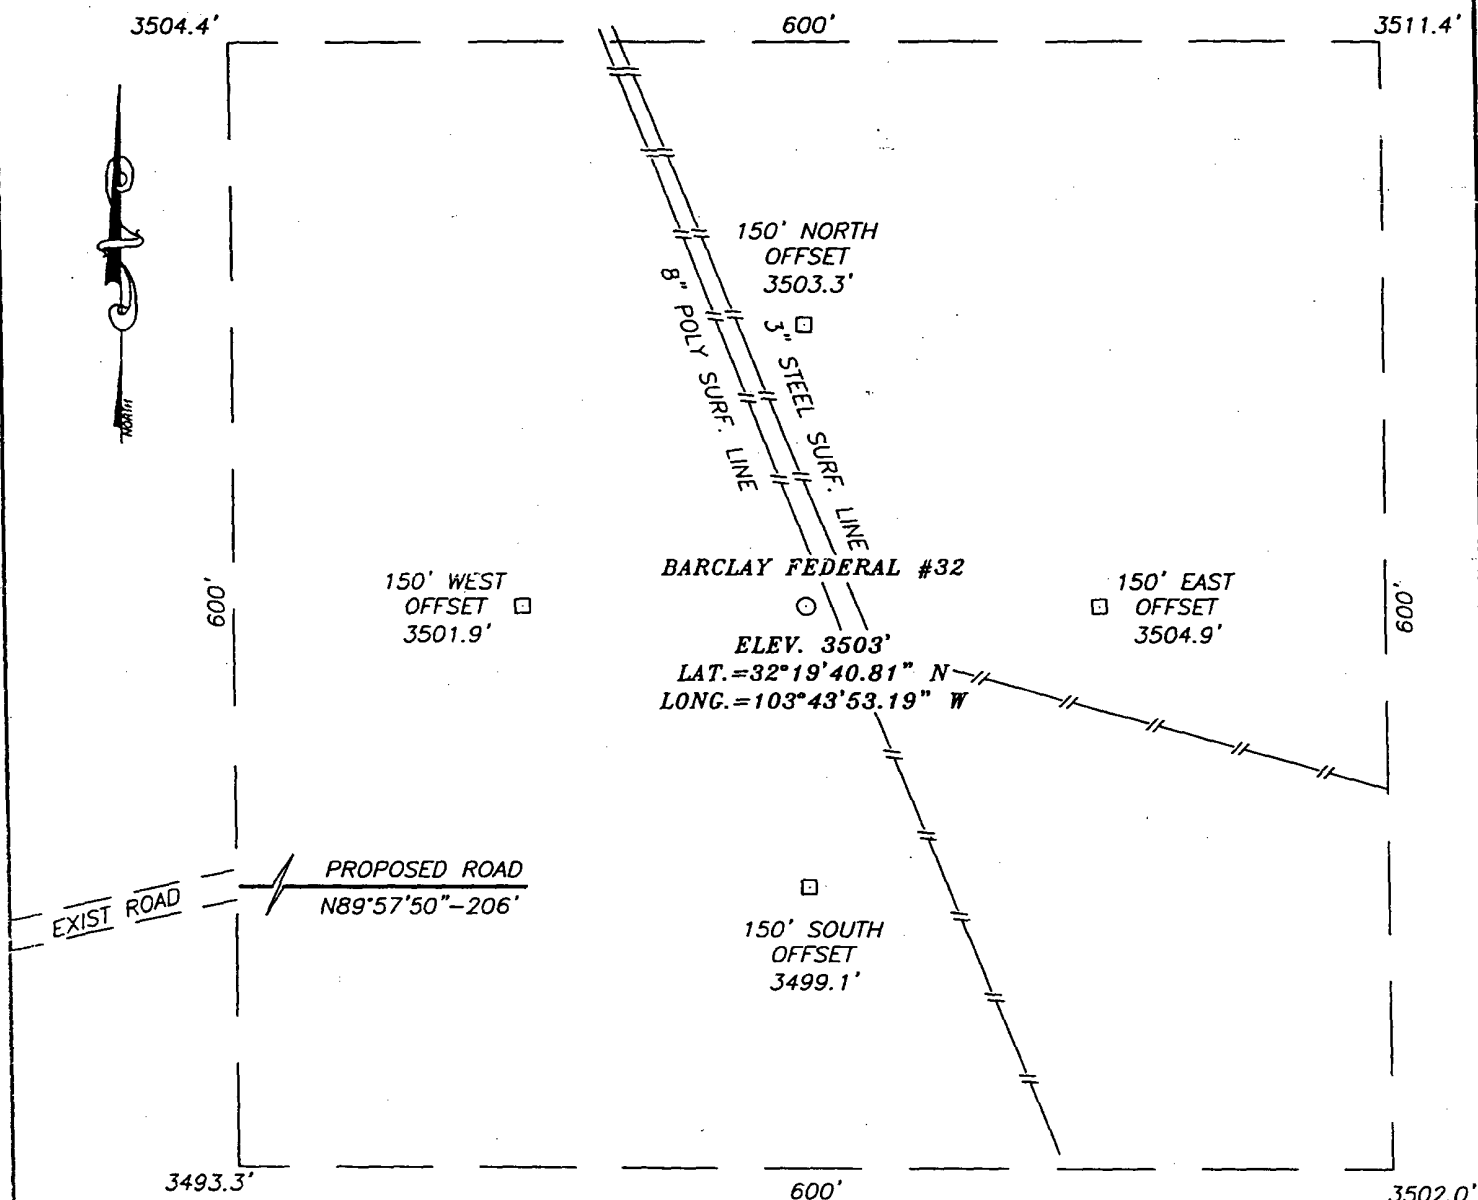 3504.4'
600'
3511.4'
NORTH
150' NORTH
OFFSET
3503.3'
8" POLY SURF. LINE
3" STEEL SURF. LINE
BARCLAY FEDERAL #32
600'
150' WEST
OFFSET
3501.9'
150' EAST
OFFSET
3504.9'
600'
ELEV. 3503'
LAT.=32°19'40.81" N
LONG.=103°43'53.19" W
PROPOSED ROAD
N89°57'50"-206'
EXIST ROAD
150' SOUTH
OFFSET
3499.1'
3493.3'
600'
3502.0'